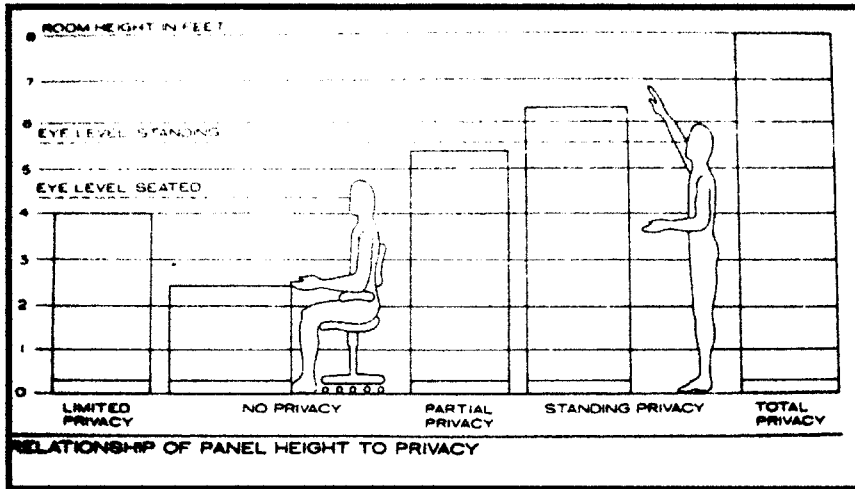 ROOM HEIGHT IN FEET
8
7
6
EYE LEVEL STANDING
5
EYE LEVEL SEATED
4
3
2
1
0
LIMITED PRIVACY
NO PRIVACY
PARTIAL PRIVACY
STANDING PRIVACY
TOTAL PRIVACY
RELATIONSHIP OF PANEL HEIGHT TO PRIVACY